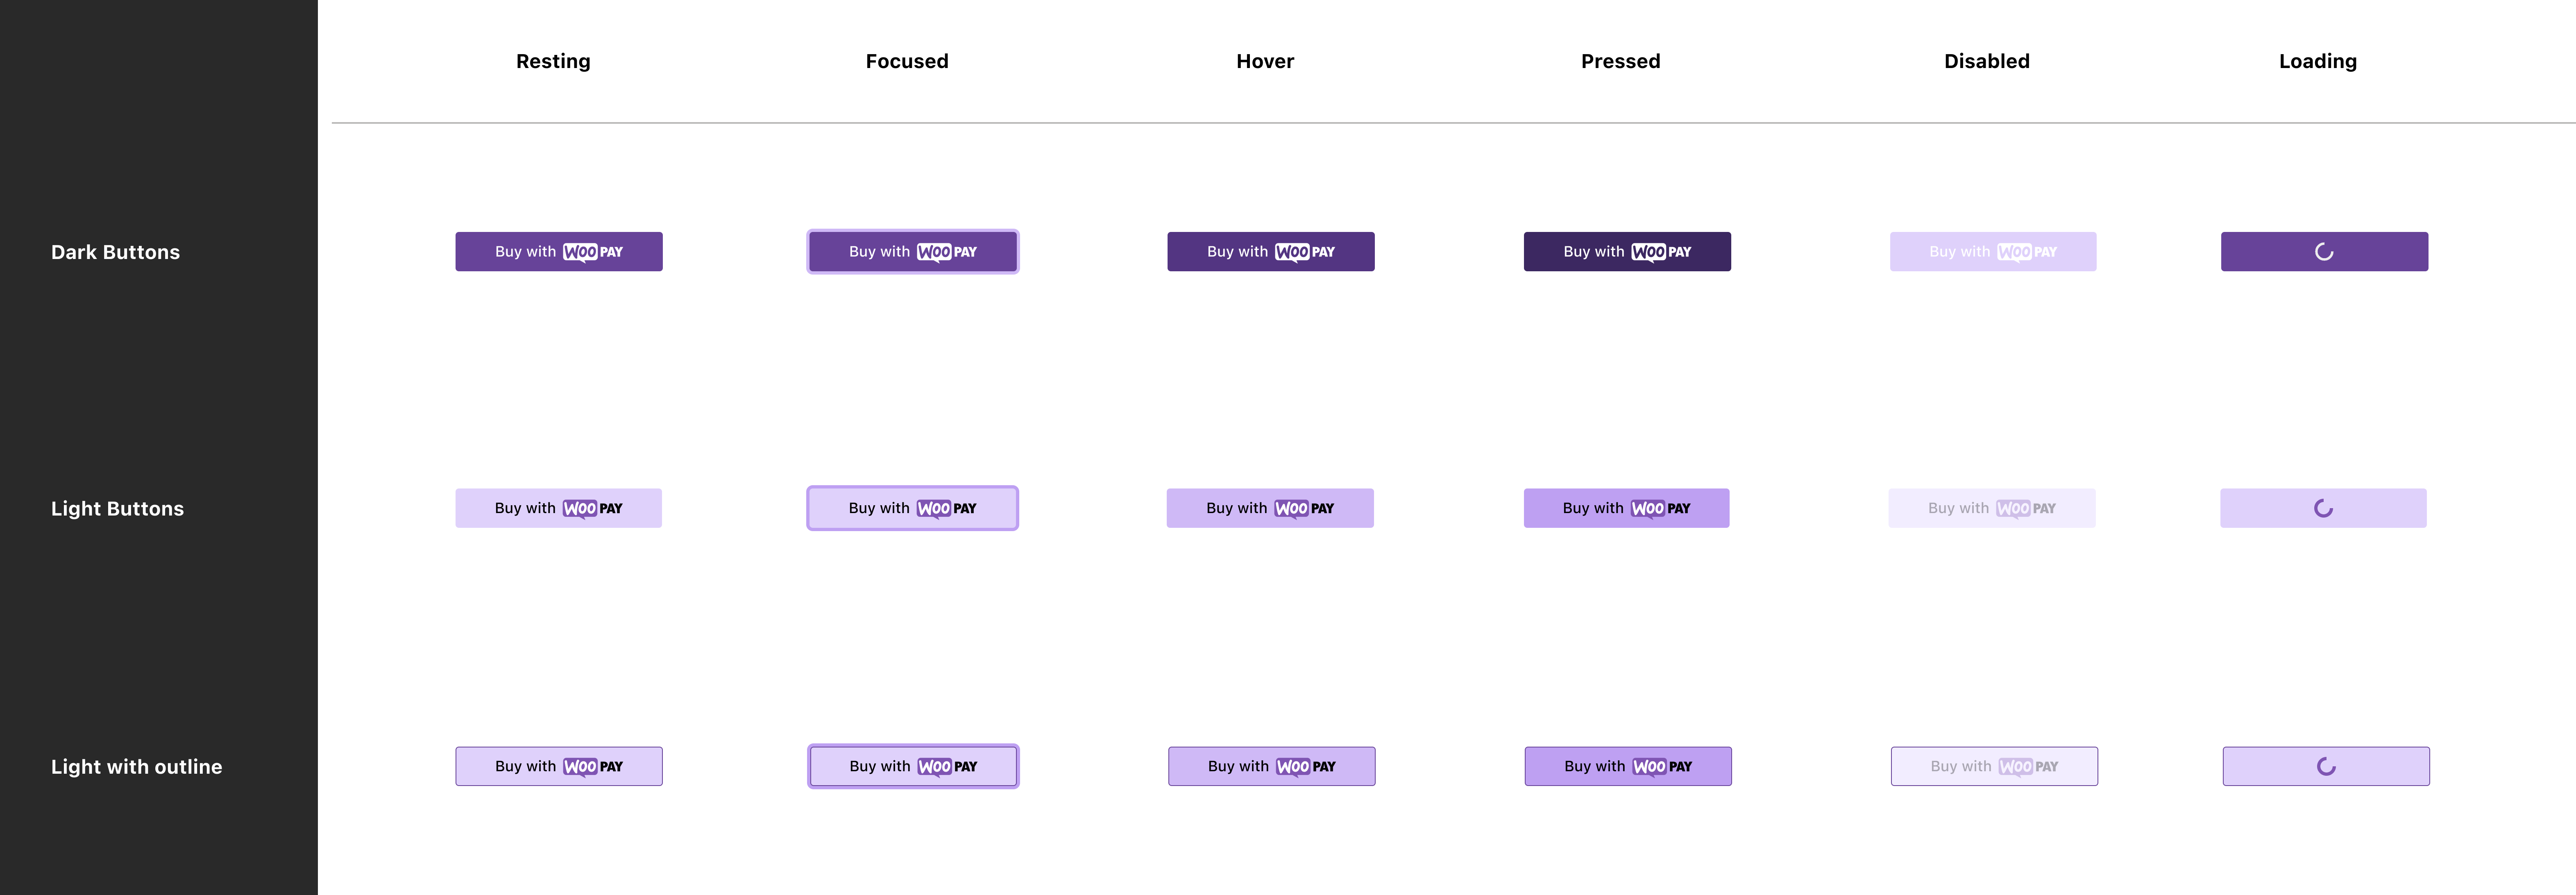 Resting Focused Hover Pressed Disabled Loading
Dark Buttons Buy with WOO PAY Buy with WOO PAY Buy with WOO PAY Buy with WOO PAY Buy with WOO PAY
Light Buttons Buy with WOO PAY Buy with WOO PAY Buy with WOO PAY Buy with WOO PAY Buy with WOO PAY
Light with outline Buy with WOO PAY Buy with WOO PAY Buy with WOO PAY Buy with WOO PAY Buy with WOO PAY